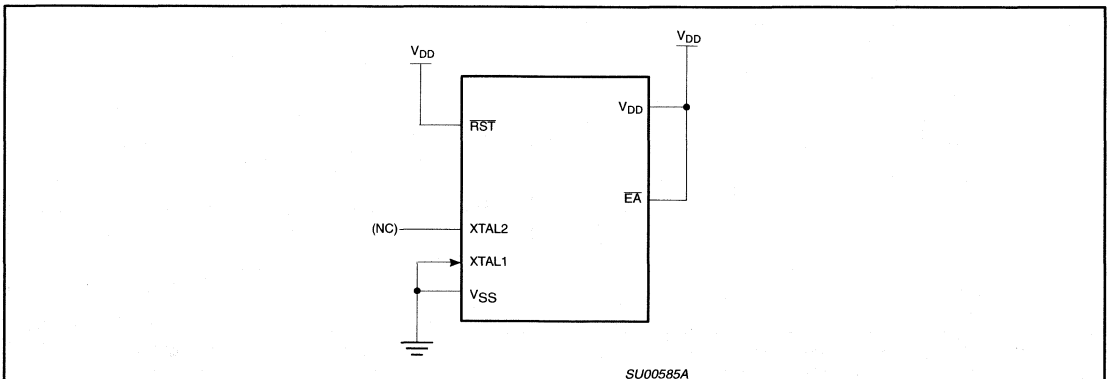 VDD
VDD
VDD
RST
EA
(NC)
XTAL2
XTAL1
VSS
SU00585A